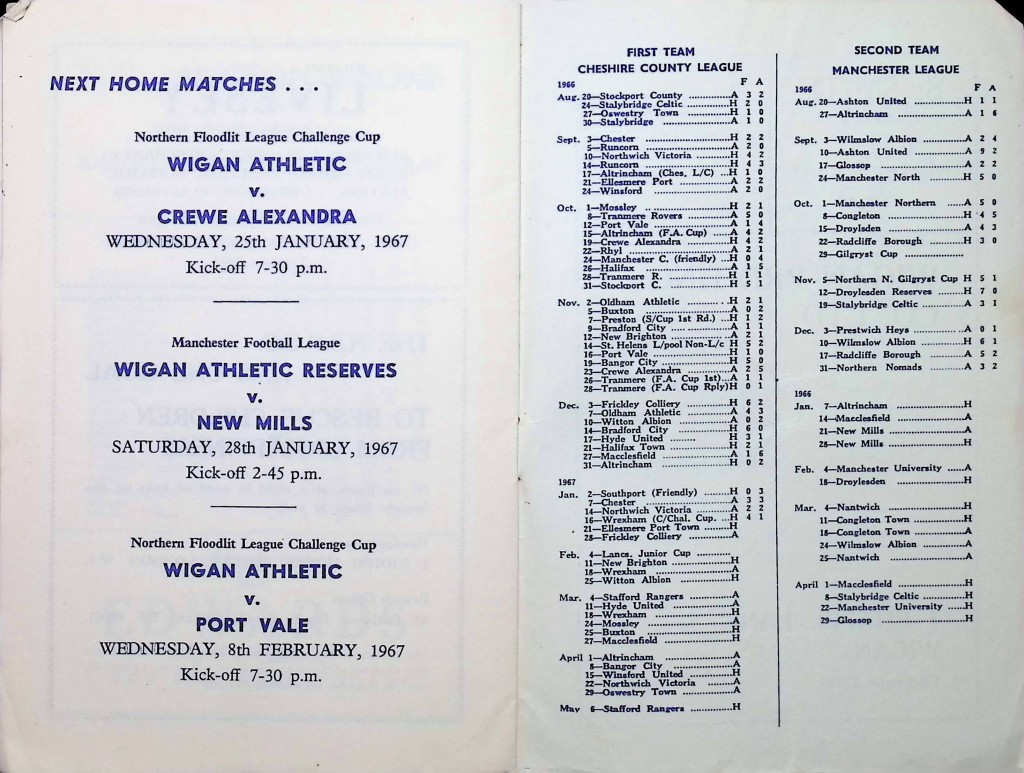 NEXT HOME MATCHES . . .
Northern Floodlit League Challenge Cup
WIGAN ATHLETIC
v.
CREWE ALEXANDRA
WEDNESDAY, 25th JANUARY, 1967
Kick-off 7-30 p.m.
Manchester Football League
WIGAN ATHLETIC RESERVES
v.
NEW MILLS
SATURDAY, 28th JANUARY, 1967
Kick-off 2-45 p.m.
Northern Floodlit League Challenge Cup
WIGAN ATHLETIC
v.
PORT VALE
WEDNESDAY, 8th FEBRUARY, 1967
Kick-off 7-30 p.m.
FIRST TEAM
CHESHIRE COUNTY LEAGUE
1966 F A
Aug. 20—Stockport County ..............A 3 2
24—Stalybridge Celtic ..............H 2 0
27—Oswestry Town ..............H 1 0
30—Stalybridge ..............A 1 0
Sept. 3—Chester ..............H 2 2
5—Runcorn ..............A 2 0
10—Northwich Victoria ..............H 4 2
14—Runcorn ..............H 4 3
17—Altrincham (Ches. L/C) ...H 1 0
21—Ellesmere Port ..............A 2 2
24—Winsford ..............A 2 0
Oct. 1—Mossley ..............H 2 1
8—Tranmere Rovers ..............A 5 0
12—Port Vale ..............A 1 4
15—Altrincham (F.A. Cup) ......A 4 2
19—Crewe Alexandra ..............H 4 2
22—Rhyl ..............A 2 1
24—Manchester C. (friendly) ...H 0 4
26—Halifax ..............A 1 5
28—Tranmere R. ..............H 1 1
31—Stockport C. ..............H 5 1
Nov. 2—Oldham Athletic ..............H 2 1
5—Buxton ..............A 0 2
7—Preston (S/Cup 1st Rd.) ...H 1 2
9—Bradford City ..............A 1 1
12—New Brighton ..............A 2 1
14—St. Helens L/pool Non-L/c H 5 2
16—Port Vale ..............H 1 0
19—Bangor City ..............H 5 0
23—Crewe Alexandra ..............A 2 5
26—Tranmere (F.A. Cup 1st)...A 1 1
28—Tranmere (F.A. Cup Rply)H 0 1
Dec. 3—Frickley Colliery ..............H 6 2
7—Oldham Athletic ..............A 4 3
10—Witton Albion ..............A 0 2
14—Bradford City ..............H 6 0
17—Hyde United ........H 3 1
21—Halifax Town ..............H 2 1
27—Macclesfield ..............A 1 6
31—Altrincham ..............H 0 2
1967
Jan. 2—Southport (Friendly) ........H 0 3
7—Chester ..............A 3 3
14—Northwich Victoria ..............A 2 2
16—Wrexham (C/Chal. Cup. ...H 4 1
21—Ellesmere Port Town ........H
28—Frickley Colliery ..............A
Feb. 4—Lancs. Junior Cup ...........
11—New Brighton ..............H
18—Wrexham ..............A
25—Witton Albion ..............H
Mar. 4—Stafford Rangers ..............A
11—Hyde United ..............A
18—Wrexham ..............H
24—Mossley ..............A
25—Buxton ..............H
27—Macclesfield ..............H
April 1—Altrincham ..............A
8—Bangor City ..............A
15—Winsford United ..............H
22—Northwich Victoria ........A
29—Oswestry Town ..............A
May 6—Stafford Rangers ..............H
SECOND TEAM
MANCHESTER LEAGUE
1966 F A
Aug. 20—Ashton United ..............H 1 1
27—Altrincham ..............A 1 6
Sept. 3—Wilmslow Albion ..............A 2 4
10—Ashton United ..............A 9 2
17—Glossop ..............A 2 2
24—Manchester North ..............H 5 0
Oct. 1—Manchester Northern ........A 5 0
8—Congleton ..............H 4 5
15—Droylsden ..............A 4 3
22—Radcliffe Borough ..........H 3 0
29—Gilgryst Cup ..............
Nov. 5—Northern N. Gilgryst Cup H 5 1
12—Droylesden Reserves ........H 7 0
19—Stalybridge Celtic ..............A 3 1
Dec. 3—Prestwich Heys ..............A 0 1
10—Wilmslow Albion ..............H 6 1
17—Radcliffe Borough ..........A 5 2
31—Northern Nomads ..........A 3 2
1966
Jan. 7—Altrincham ..............H
14—Macclesfield ..............A
21—New Mills ..............A
28—New Mills ..............H
Feb. 4—Manchester University ......A
18—Droylesden ..............H
Mar. 4—Nantwich ..............H
11—Congleton Town ..............H
18—Congleton Town ..............A
24—Wilmslow Albion ..............A
25—Nantwich ..............A
April 1—Macclesfield ..............H
8—Stalybridge Celtic ..............H
22—Manchester University ......H
29—Glossop ..............H